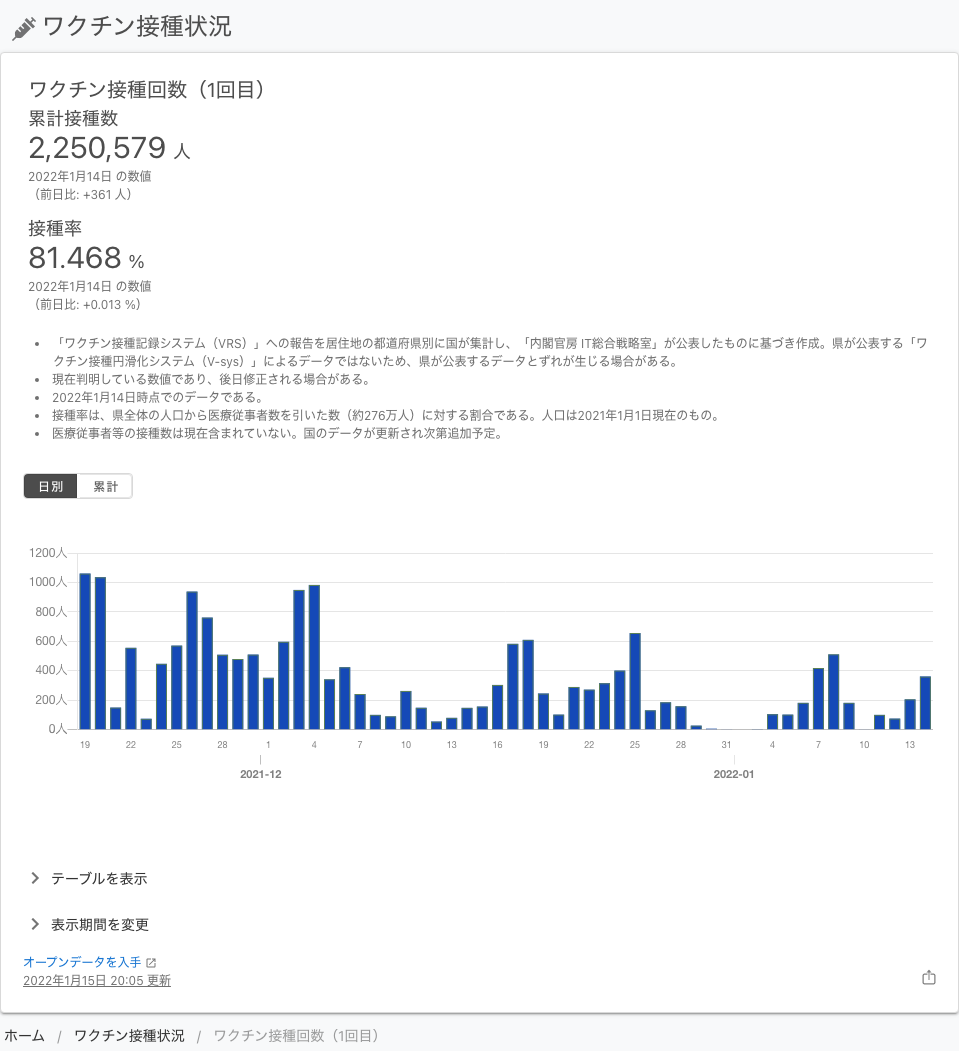 ワクチン接種状況
ワクチン接種回数（1回目）
累計接種数
2,250,579 人
2022年1月14日 の数値
（前日比: +361 人）
接種率
81.468 %
2022年1月14日 の数値
（前日比: +0.013 %）
• 「ワクチン接種記録システム（VRS）」への報告を居住地の都道府県別に国が集計し、「内閣官房 IT総合戦略室」が公表したものに基づき作成。県が公表する「ワ
クチン接種円滑化システム（V-sys）」によるデータではないため、県が公表するデータとずれが生じる場合がある。
• 現在判明している数値であり、後日修正される場合がある。
• 2022年1月14日時点でのデータである。
• 接種率は、県全体の人口から医療従事者数を引いた数（約276万人）に対する割合である。人口は2021年1月1日現在のもの。
• 医療従事者等の接種数は現在含まれていない。国のデータが更新され次第追加予定。
日別 累計
1200人
1000人
800人
600人
400人
200人
0人
19 22 25 28 1 4 7 10 13 16 19 22 25 28 31 4 7 10 13
2021-12 2022-01
テーブルを表示
表示期間を変更
オープンデータを入手
2022年1月15日 20:05 更新
ホーム / ワクチン接種状況 / ワクチン接種回数（1回目）